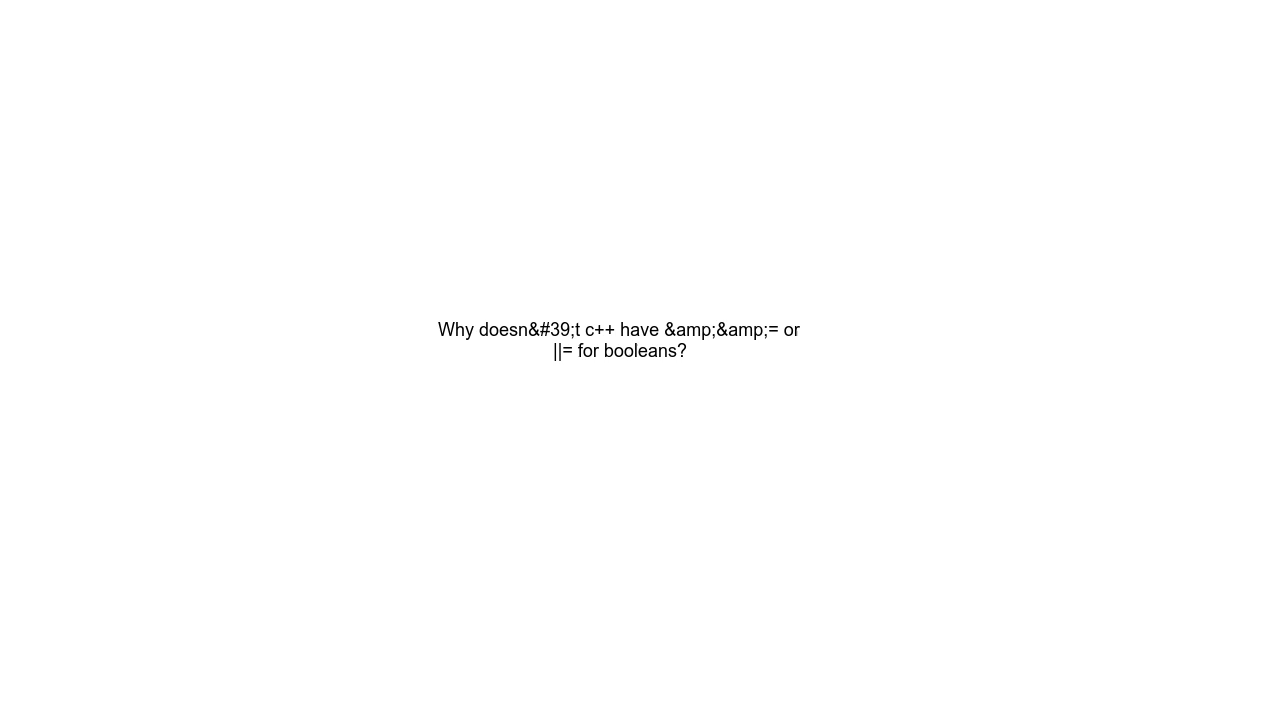 Why doesn&#39;t c++ have &amp;&amp;= or
||= for booleans?